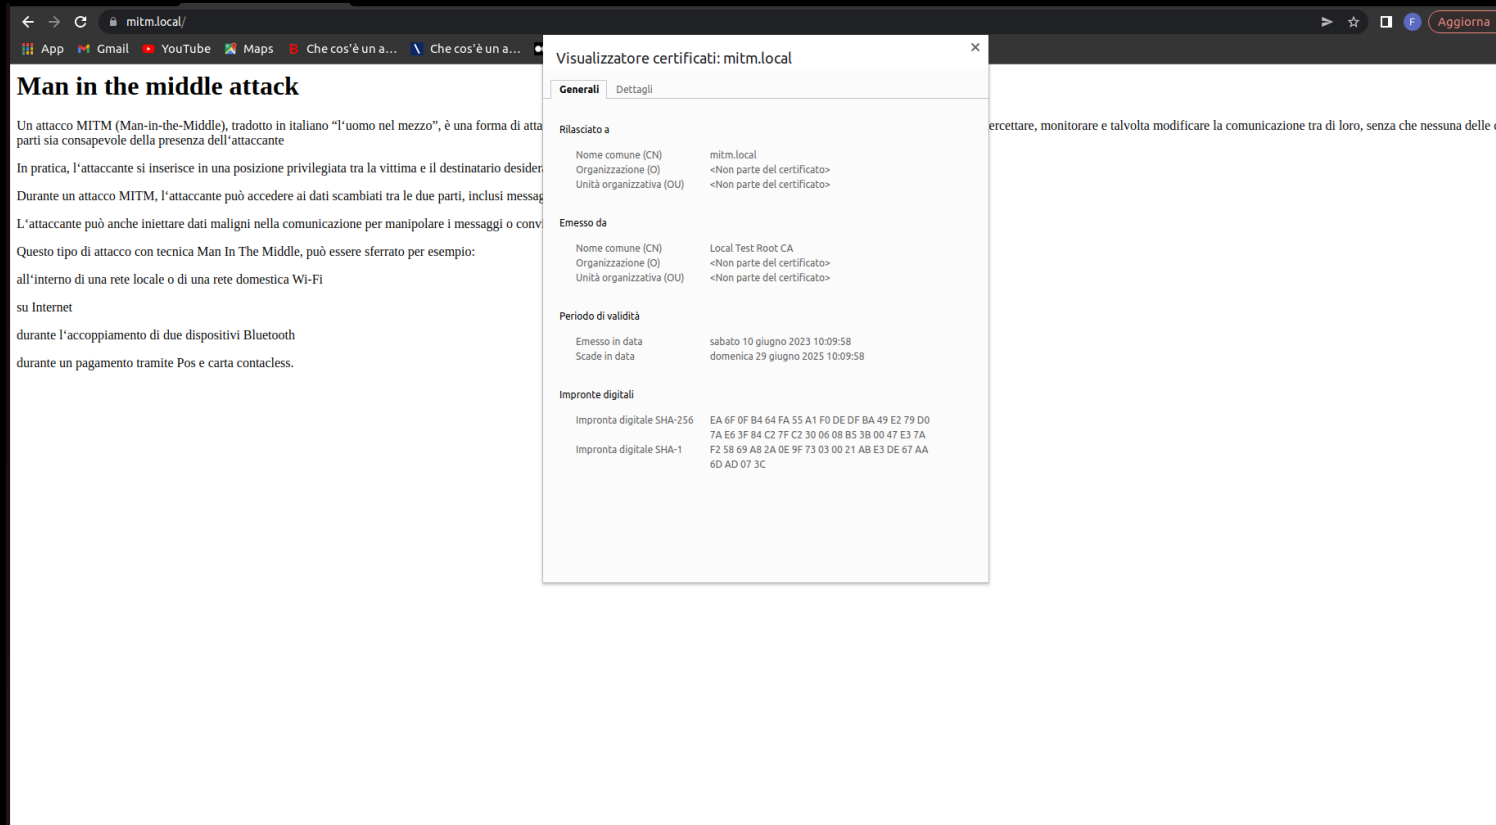 mitm.local/
Aggiorna
App Gmail YouTube Maps B Che cos'è un a... Che cos'è un a...
Man in the middle attack
Un attacco MITM (Man-in-the-Middle), tradotto in italiano “l‘uomo nel mezzo”, è una forma di atta
ercettare, monitorare e talvolta modificare la comunicazione tra di loro, senza che nessuna delle
parti sia consapevole della presenza dell‘attaccante
In pratica, l‘attaccante si inserisce in una posizione privilegiata tra la vittima e il destinatario desider
Durante un attacco MITM, l‘attaccante può accedere ai dati scambiati tra le due parti, inclusi messag
L‘attaccante può anche iniettare dati maligni nella comunicazione per manipolare i messaggi o convi
Questo tipo di attacco con tecnica Man In The Middle, può essere sferrato per esempio:
all‘interno di una rete locale o di una rete domestica Wi-Fi
su Internet
durante l‘accoppiamento di due dispositivi Bluetooth
durante un pagamento tramite Pos e carta contacless.
Visualizzatore certificati: mitm.local
Generali Dettagli
Rilasciato a
Nome comune (CN) mitm.local
Organizzazione (O) <Non parte del certificato>
Unità organizzativa (OU) <Non parte del certificato>
Emesso da
Nome comune (CN) Local Test Root CA
Organizzazione (O) <Non parte del certificato>
Unità organizzativa (OU) <Non parte del certificato>
Periodo di validità
Emesso in data sabato 10 giugno 2023 10:09:58
Scade in data domenica 29 giugno 2025 10:09:58
Impronte digitali
Impronta digitale SHA-256 EA 6F 0F B4 64 FA 55 A1 F0 DE DF BA 49 E2 79 D0
7A E6 3F 84 C2 7F C2 30 06 08 B5 3B 00 47 E3 7A
Impronta digitale SHA-1 F2 58 69 A8 2A 0E 9F 73 03 00 21 AB E3 DE 67 AA
6D AD 07 3C